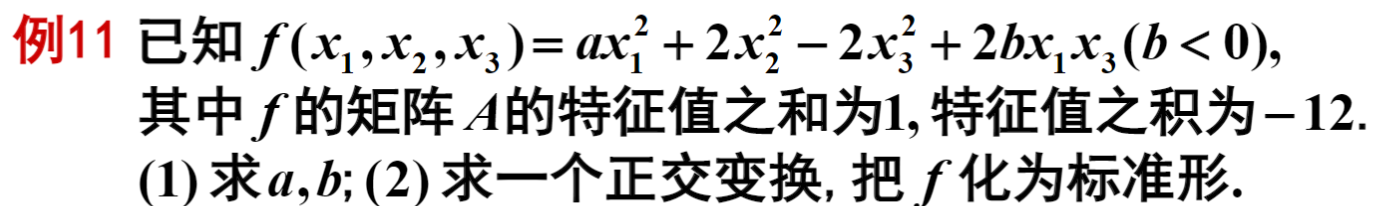 例11 已知 f(x₁,x₂,x₃)=ax₁²+2x₂²−2x₃²+2bx₁x₃(b<0),
其中 f 的矩阵 A的特征值之和为1,特征值之积为−12.
(1) 求a,b; (2) 求一个正交变换, 把 f 化为标准形.